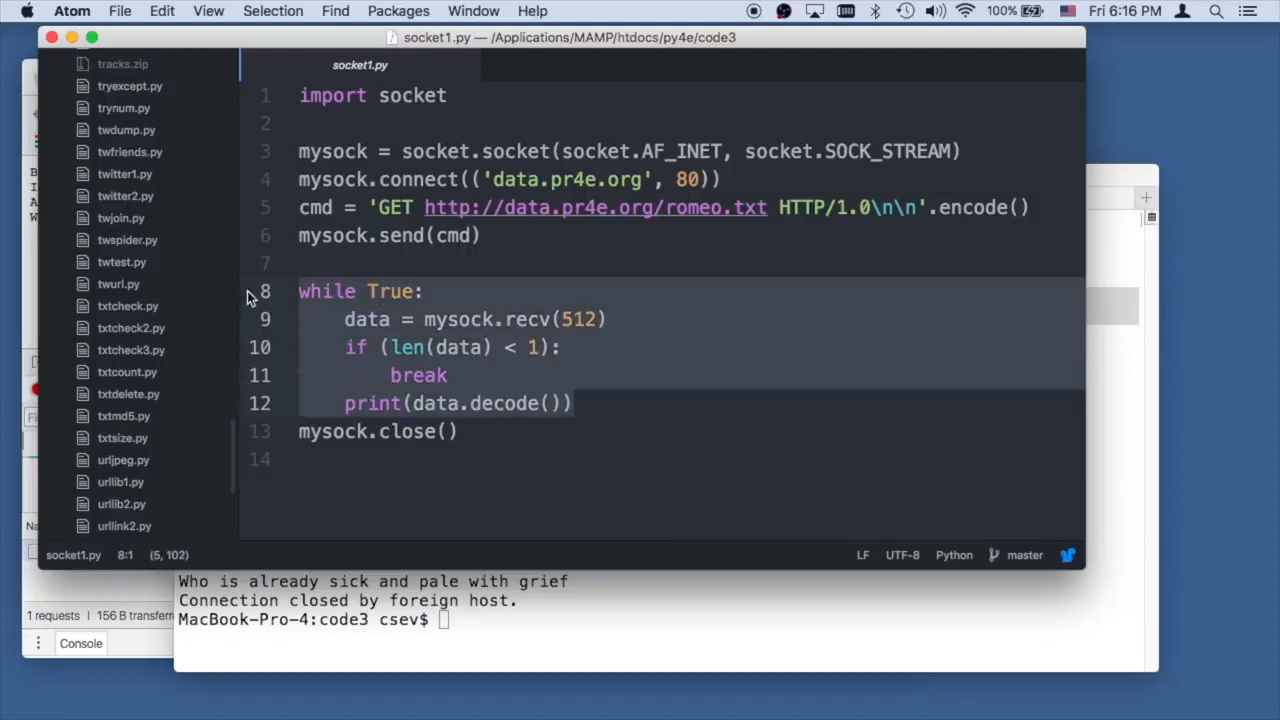 Atom File Edit View Selection Find Packages Window Help 100% Fri 6:16 PM
socket1.py — /Applications/MAMP/htdocs/py4e/code3
tracks.zip
tryexcept.py
trynum.py
twdump.py
twfriends.py
twitter1.py
twitter2.py
twjoin.py
twspider.py
twtest.py
twurl.py
txtcheck.py
txtcheck2.py
txtcheck3.py
txtcount.py
txtdelete.py
txtmd5.py
txtsize.py
urljpeg.py
urllib1.py
urllib2.py
urllink2.py
socket1.py
1 import socket
2
3 mysock = socket.socket(socket.AF_INET, socket.SOCK_STREAM)
4 mysock.connect(('data.pr4e.org', 80))
5 cmd = 'GET http://data.pr4e.org/romeo.txt HTTP/1.0\n\n'.encode()
6 mysock.send(cmd)
7
8 while True:
9 data = mysock.recv(512)
10 if (len(data) < 1):
11 break
12 print(data.decode())
13 mysock.close()
14
socket1.py 8:1 (5, 102) LF UTF-8 Python master
Who is already sick and pale with grief
Connection closed by foreign host.
MacBook-Pro-4:code3 csev$
1 requests | 156 B transferre
Console